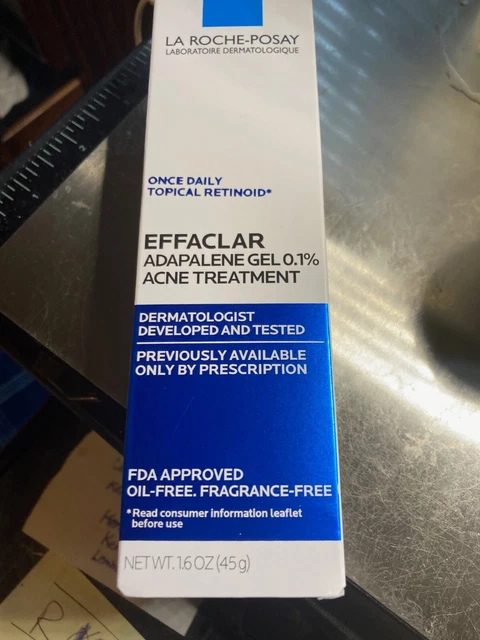 LA ROCHE-POSAY
LABORATOIRE DERMATOLOGIQUE
ONCE DAILY
TOPICAL RETINOID*
EFFACLAR
ADAPALENE GEL 0.1%
ACNE TREATMENT
DERMATOLOGIST
DEVELOPED AND TESTED
PREVIOUSLY AVAILABLE
ONLY BY PRESCRIPTION
FDA APPROVED
OIL-FREE. FRAGRANCE-FREE
*Read consumer information leaflet
before use
NET WT. 1.6 OZ (45g)